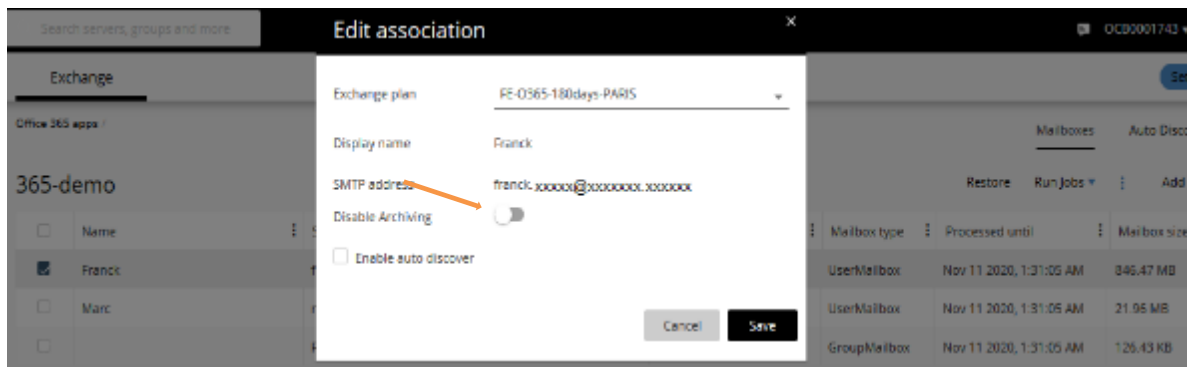 Search servers, groups and more
Edit association
×
OCB0001743
Exchange
Exchange plan
FE-O365-180days-PARIS
Office 365 apps /
Display name
Franck
Mailboxes
Auto Disco
365-demo
SMTP address
franck.xxxxx@xxxxxxx.xxxxxx
Restore
Run Jobs
Add
Disable Archiving
Name
Mailbox type
Processed until
Mailbox size
Enable auto discover
Franck
UserMailbox
Nov 11 2020, 1:31:05 AM
846.47 MB
Marc
UserMailbox
Nov 11 2020, 1:31:05 AM
21.96 MB
Cancel
Save
GroupMailbox
Nov 11 2020, 1:31:05 AM
126.43 KB